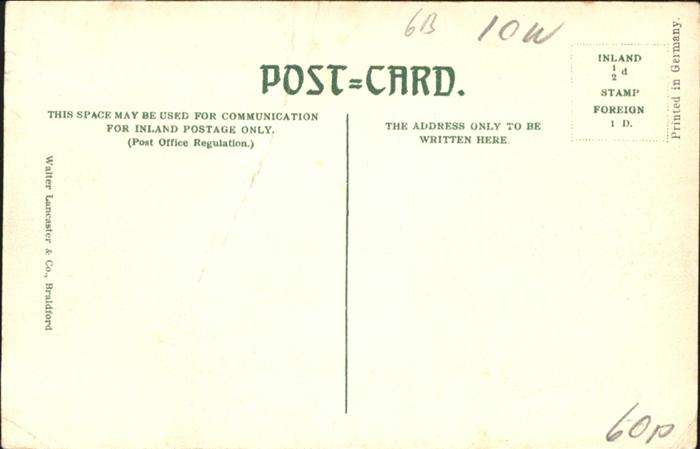 6B
10W
POST=CARD.
THIS SPACE MAY BE USED FOR COMMUNICATION
FOR INLAND POSTAGE ONLY.
(Post Office Regulation.)
THE ADDRESS ONLY TO BE
WRITTEN HERE
INLAND
½ d
STAMP
FOREIGN
1 D.
Printed in Germany.
Walter Lancaster & Co., Braldford
60p